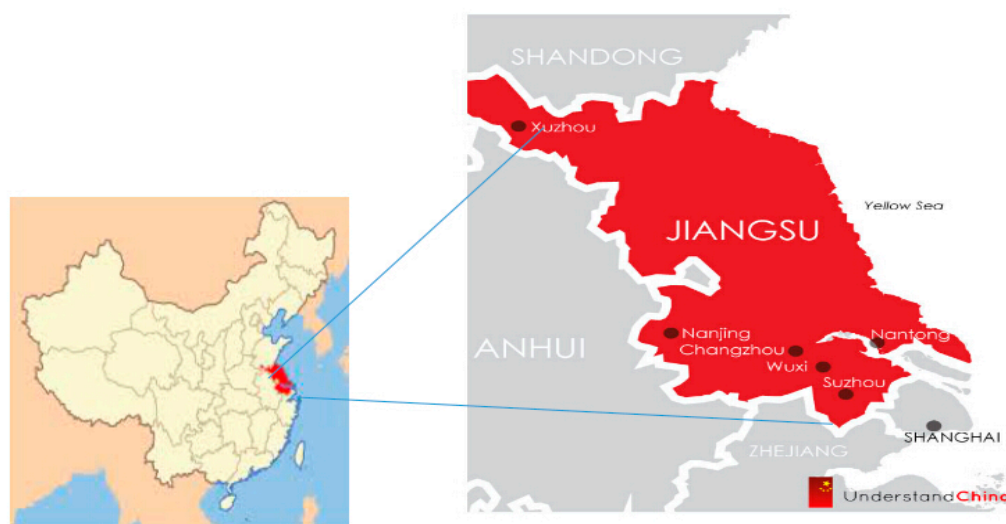 SHANDONG
Xuzhou
Yellow Sea
JIANGSU
Nanjing
Nantong
ANHUI
Changzhou
Wuxi
Suzhou
SHANGHAI
ZHEJIANG
UnderstandChina